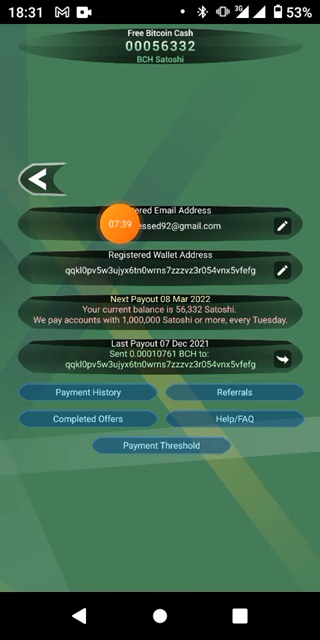 18:31
3G
53%
Free Bitcoin Cash
00056332
BCH Satoshi
ered Email Address
07:39
essed92@gmail.com
Registered Wallet Address
qqkl0pv5w3ujyx6tn0wrns7zzzvz3r054vnx5vfefg
Next Payout 08 Mar 2022
Your current balance is 56,332 Satoshi.
We pay accounts with 1,000,000 Satoshi or more, every Tuesday.
Last Payout 07 Dec 2021
Sent 0.00010761 BCH to:
qqkl0pv5w3ujyx6tn0wrns7zzzvz3r054vnx5vfefg
Payment History
Referrals
Completed Offers
Help/FAQ
Payment Threshold